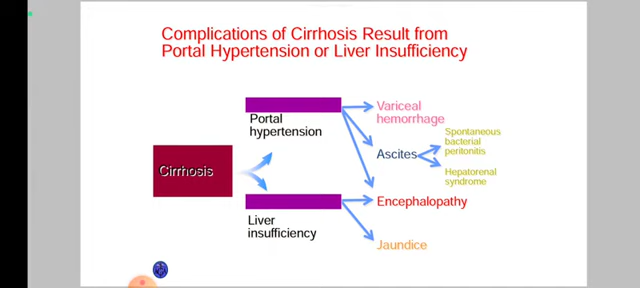 Complications of Cirrhosis Result from
Portal Hypertension or Liver Insufficiency
Variceal
hemorrhage
Portal
hypertension
Spontaneous
bacterial
peritonitis
Ascites
Cirrhosis
Hepatorenal
syndrome
Encephalopathy
Liver
insufficiency
Jaundice